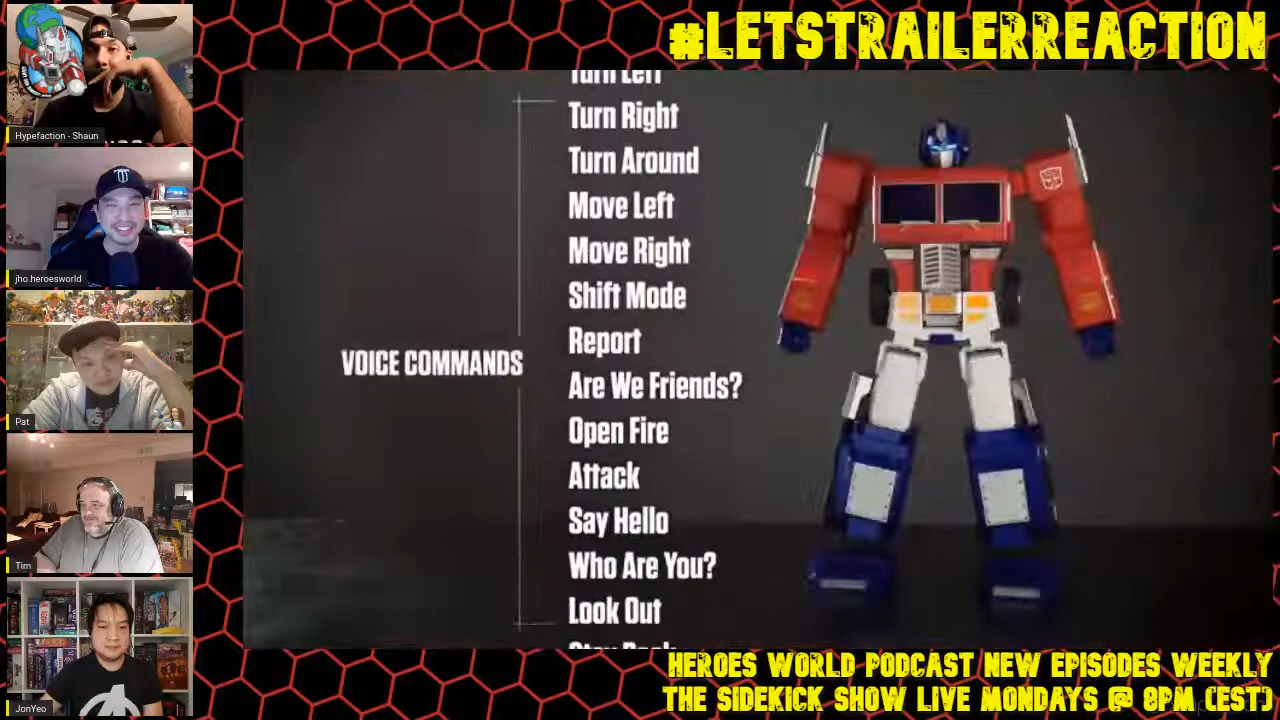 #LETSTRAILERREACTION
Hypefaction - Shaun
jho.heroesworld
Pat
Tim
JonYeo
VOICE COMMANDS
Turn Left
Turn Right
Turn Around
Move Left
Move Right
Shift Mode
Report
Are We Friends?
Open Fire
Attack
Say Hello
Who Are You?
Look Out
HEROES WORLD PODCAST NEW EPISODES WEEKLY
THE SIDEKICK SHOW LIVE MONDAYS @ 8PM (EST)